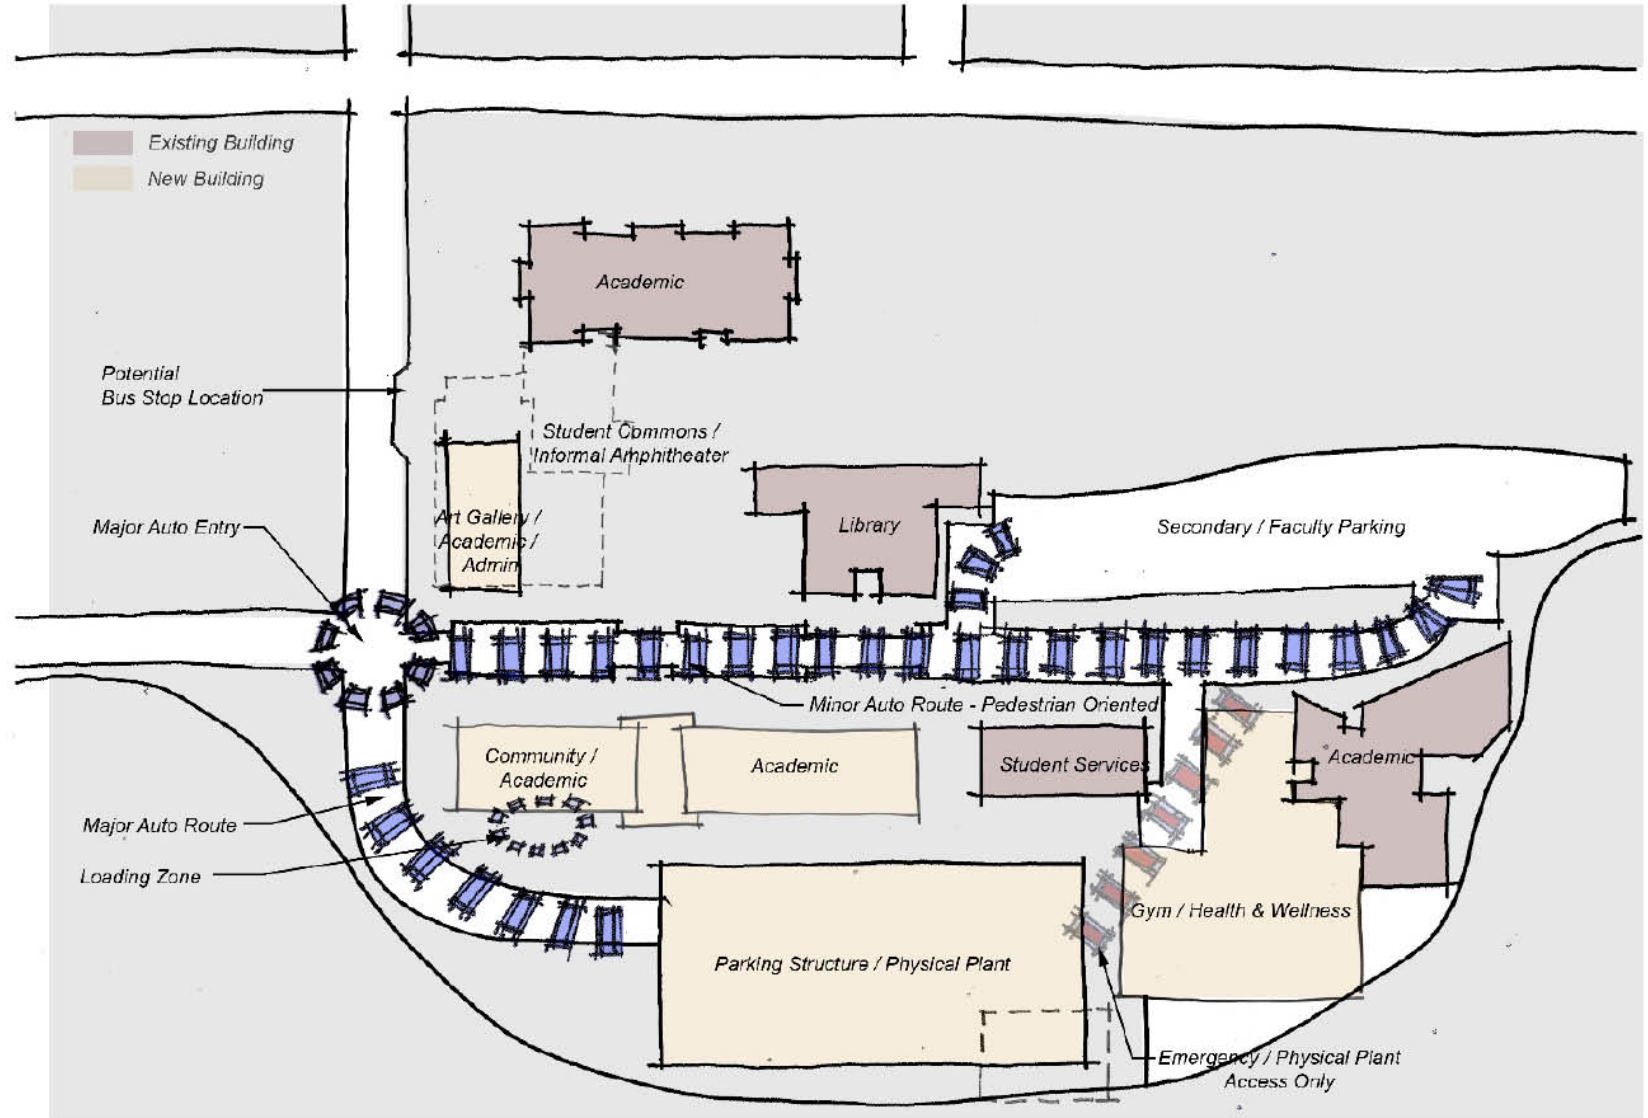 Existing Building
New Building
Academic
Potential
Bus Stop Location
Student Commons /
Informal Amphitheater
Art Gallery /
Academic /
Admin
Library
Secondary / Faculty Parking
Major Auto Entry
Minor Auto Route - Pedestrian Oriented
Community /
Academic
Academic
Student Services
Academic
Major Auto Route
Loading Zone
Gym / Health & Wellness
Parking Structure / Physical Plant
Emergency / Physical Plant
Access Only